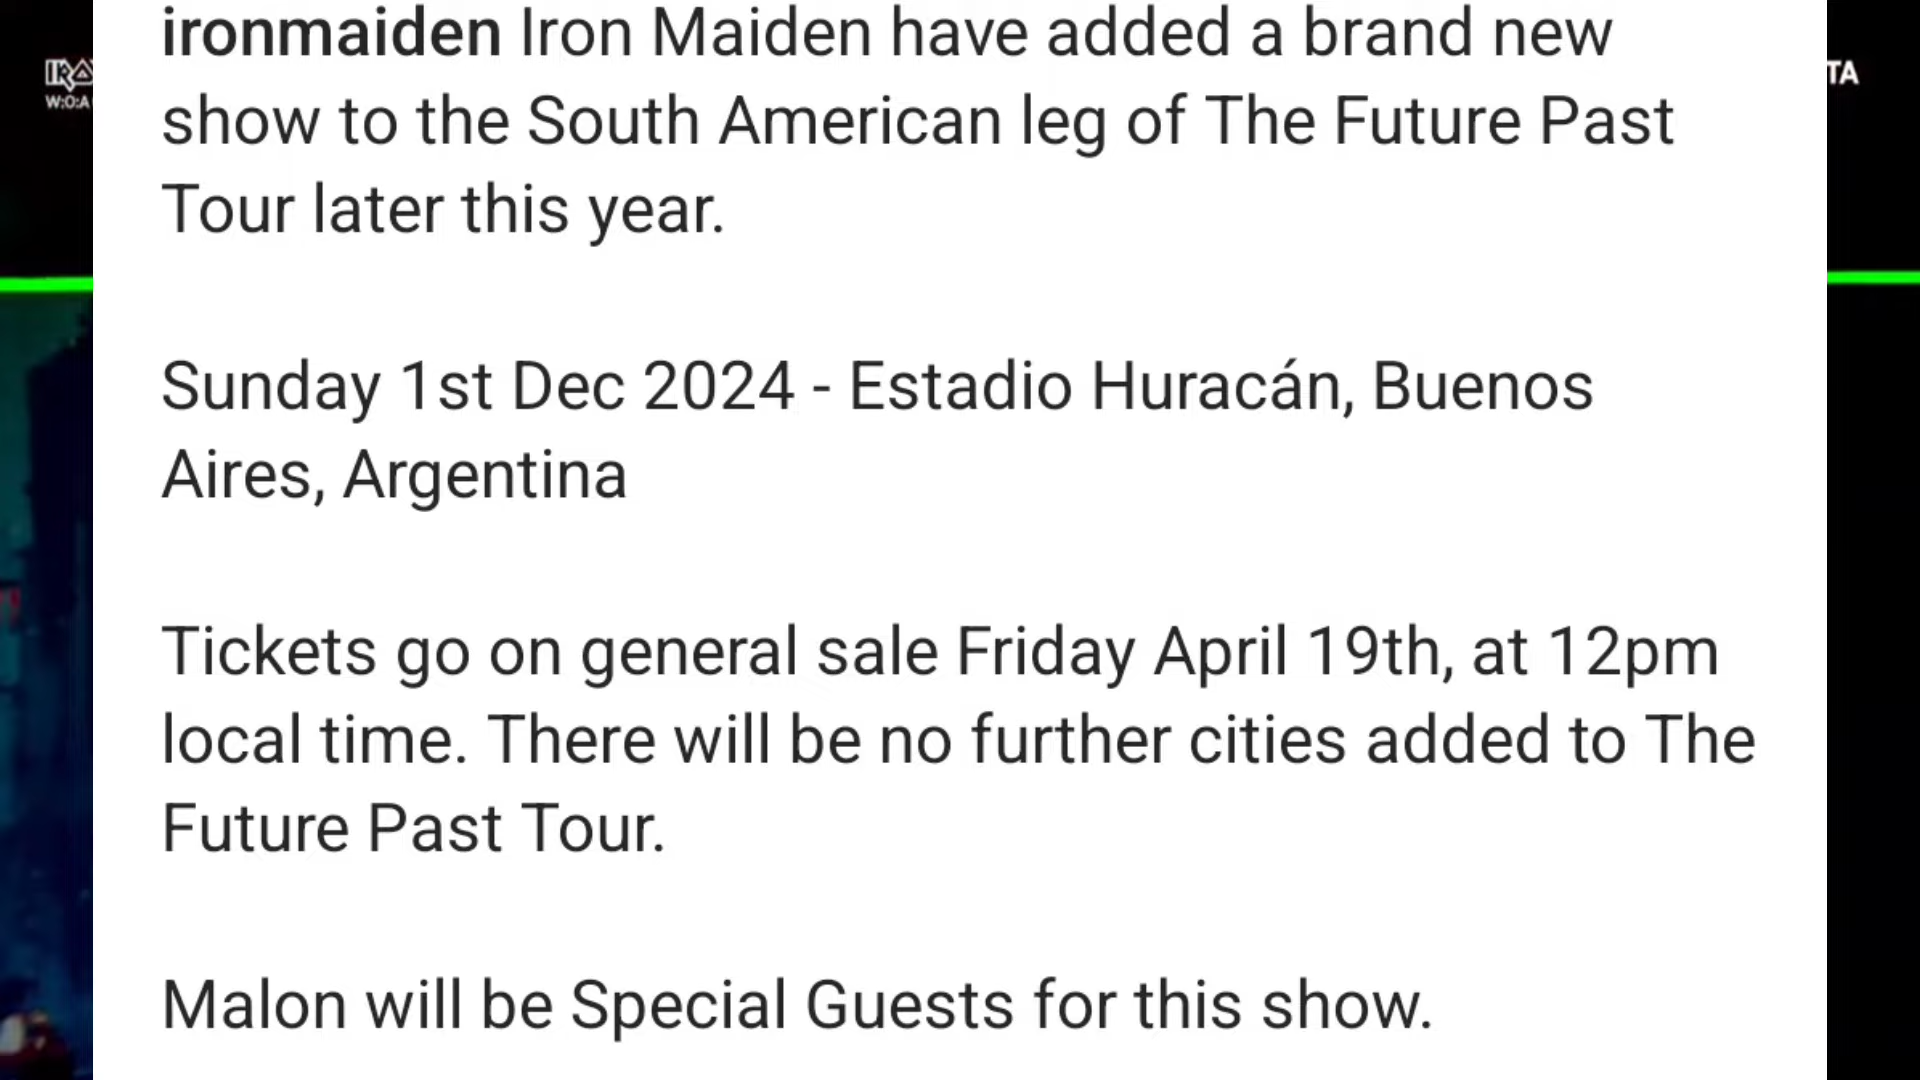 ironmaiden Iron Maiden have added a brand new
show to the South American leg of The Future Past
Tour later this year.
Sunday 1st Dec 2024 - Estadio Huracán, Buenos
Aires, Argentina
Tickets go on general sale Friday April 19th, at 12pm
local time. There will be no further cities added to The
Future Past Tour.
Malon will be Special Guests for this show.
W:O:A
TA